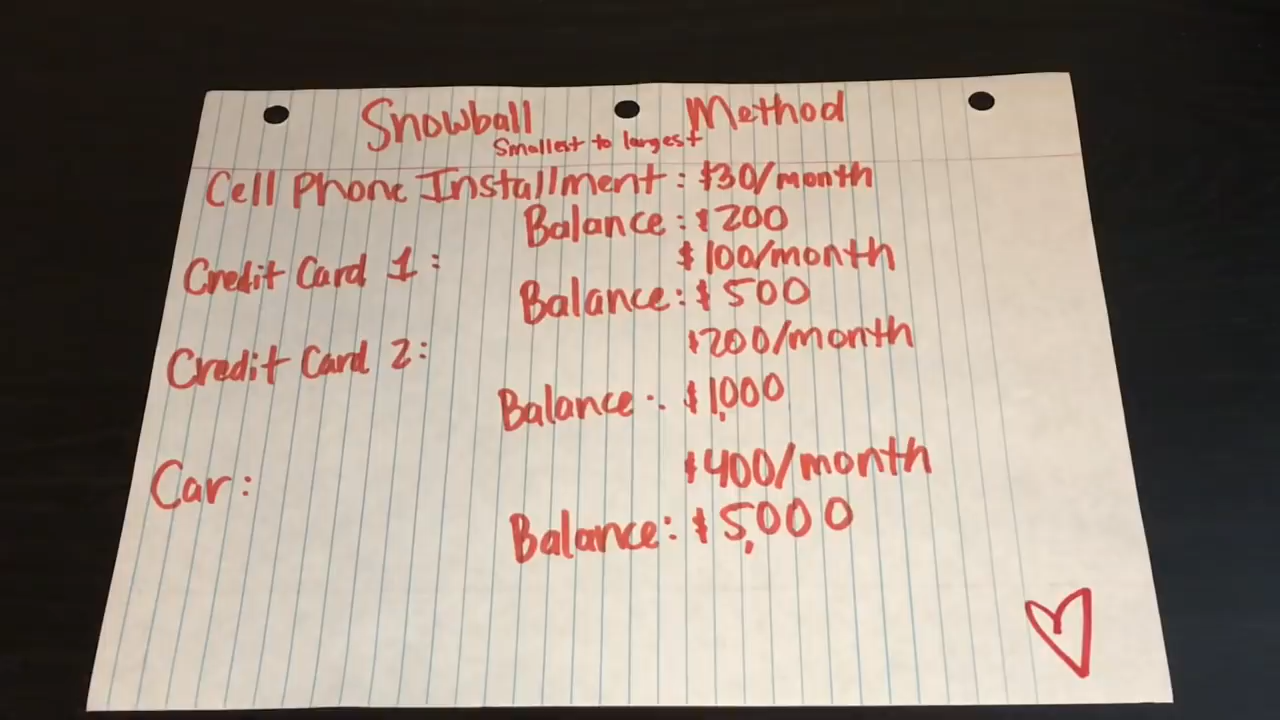 Snowball Method
Smallest to largest
Cell Phone Installment: $30/month
Balance: $200
Credit Card 1: $100/month
Balance: $500
Credit Card 2: $200/month
Balance: $1,000
Car: $400/month
Balance: $5,000